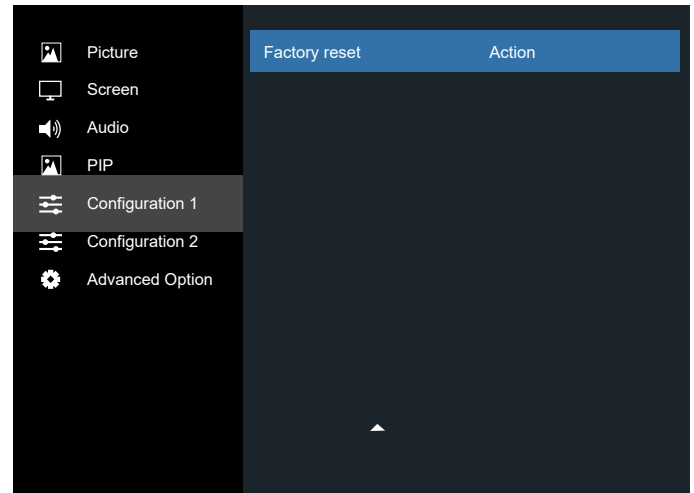 Picture
Screen
Audio
PIP
Configuration 1
Configuration 2
Advanced Option
Factory reset Action